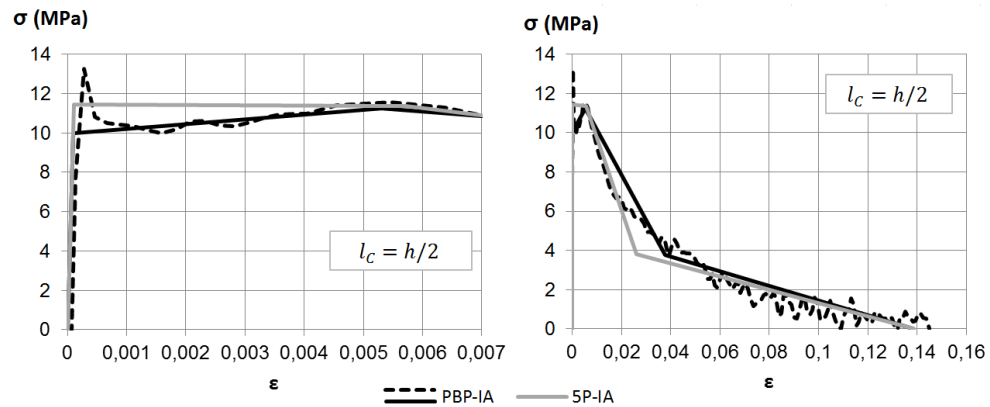 σ (MPa)
14
12
10
8
6
4
2
0
0 0,001 0,002 0,003 0,004 0,005 0,006 0,007
ε
l_C = h/2
σ (MPa)
14
12
10
8
6
4
2
0
0 0,02 0,04 0,06 0,08 0,1 0,12 0,14 0,16
ε
l_C = h/2
PBP-IA 5P-IA